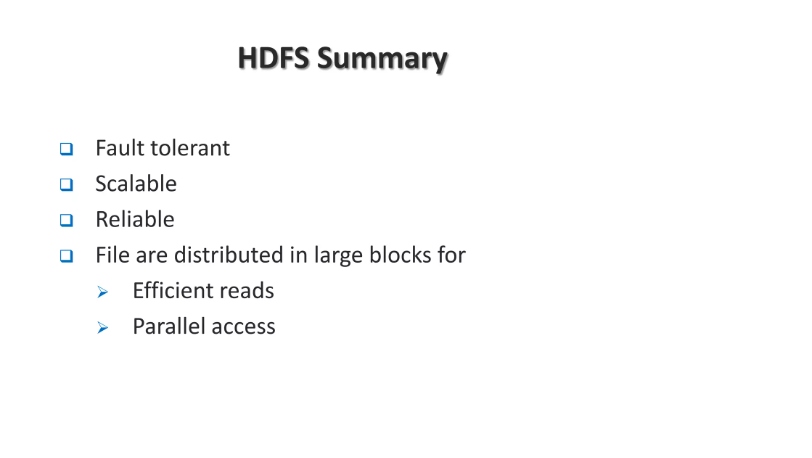 HDFS Summary
Fault tolerant
Scalable
Reliable
File are distributed in large blocks for
Efficient reads
Parallel access